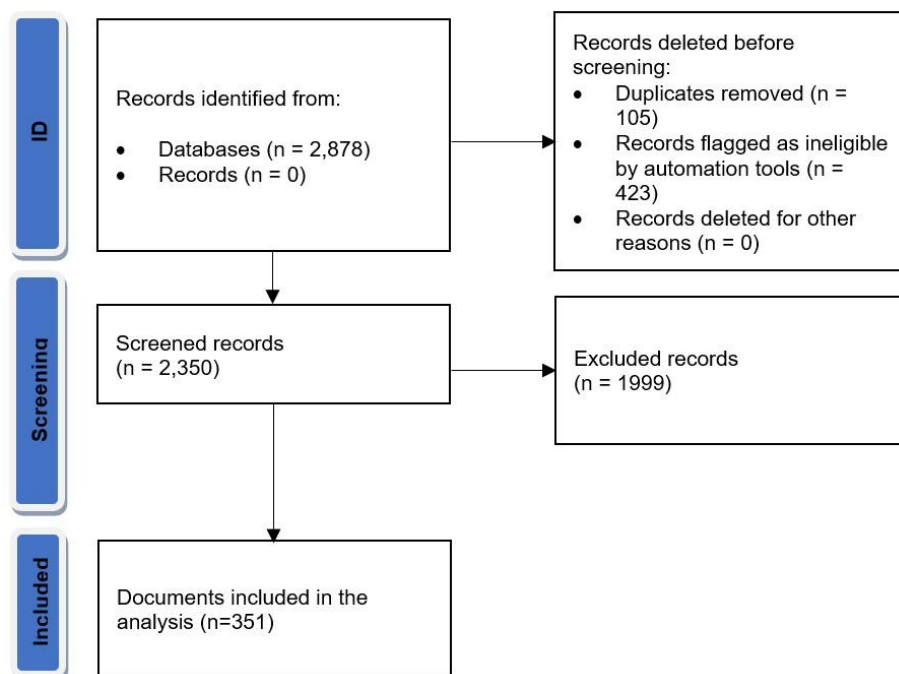 ID
Records identified from:
• Databases (n = 2,878)
• Records (n = 0)
Records deleted before
screening:
• Duplicates removed (n =
105)
• Records flagged as ineligible
by automation tools (n =
423)
• Records deleted for other
reasons (n = 0)
Screening
Screened records
(n = 2,350)
Excluded records
(n = 1999)
Included
Documents included in the
analysis (n=351)